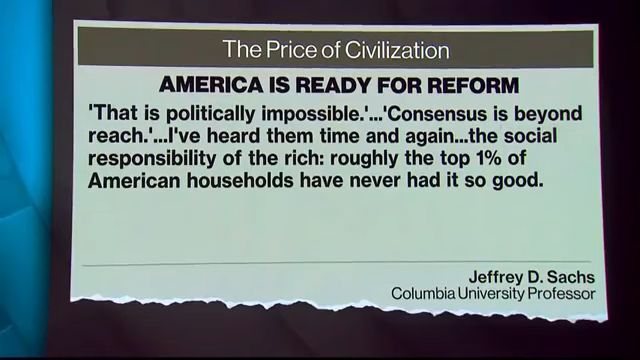 The Price of Civilization
AMERICA IS READY FOR REFORM
'That is politically impossible.'...'Consensus is beyond
reach.'...I've heard them time and again...the social
responsibility of the rich: roughly the top 1% of
American households have never had it so good.
Jeffrey D. Sachs
Columbia University Professor